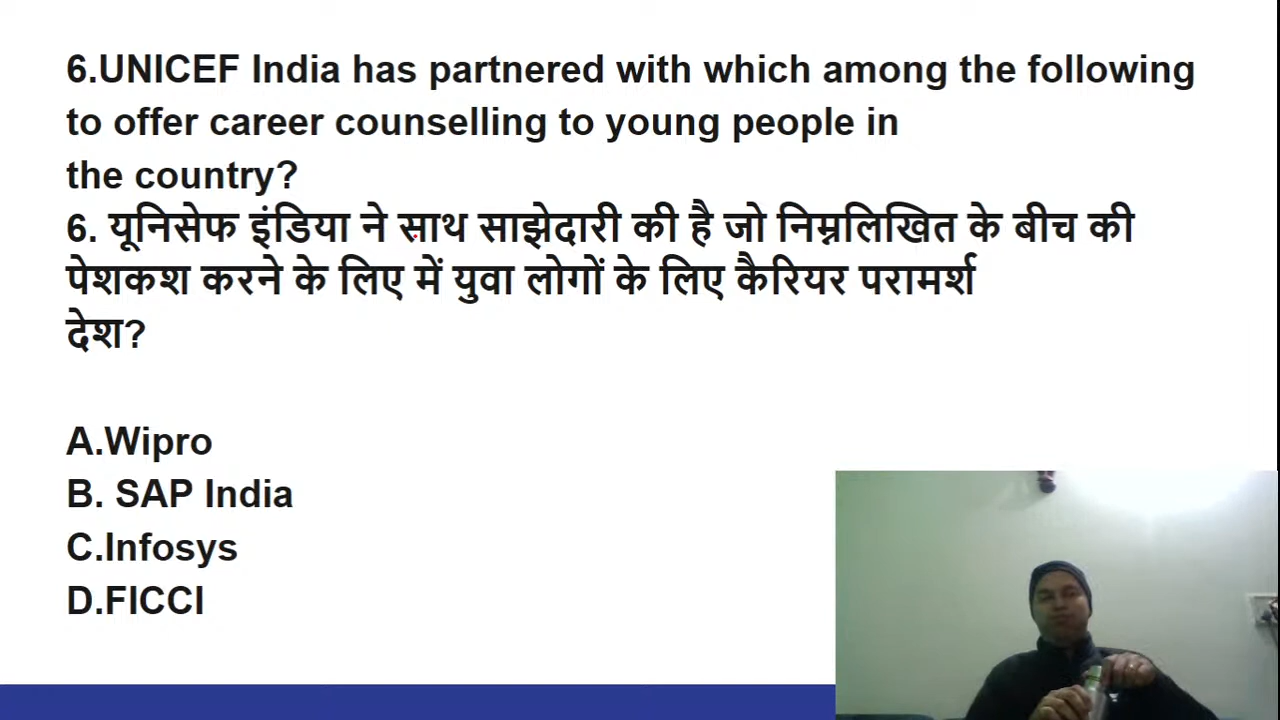 6.UNICEF India has partnered with which among the following
to offer career counselling to young people in
the country?
6. यूनिसेफ इंडिया ने साथ साझेदारी की है जो निम्नलिखित के बीच की
पेशकश करने के लिए में युवा लोगों के लिए कैरियर परामर्श
देश?
A.Wipro
B. SAP India
C.Infosys
D.FICCI